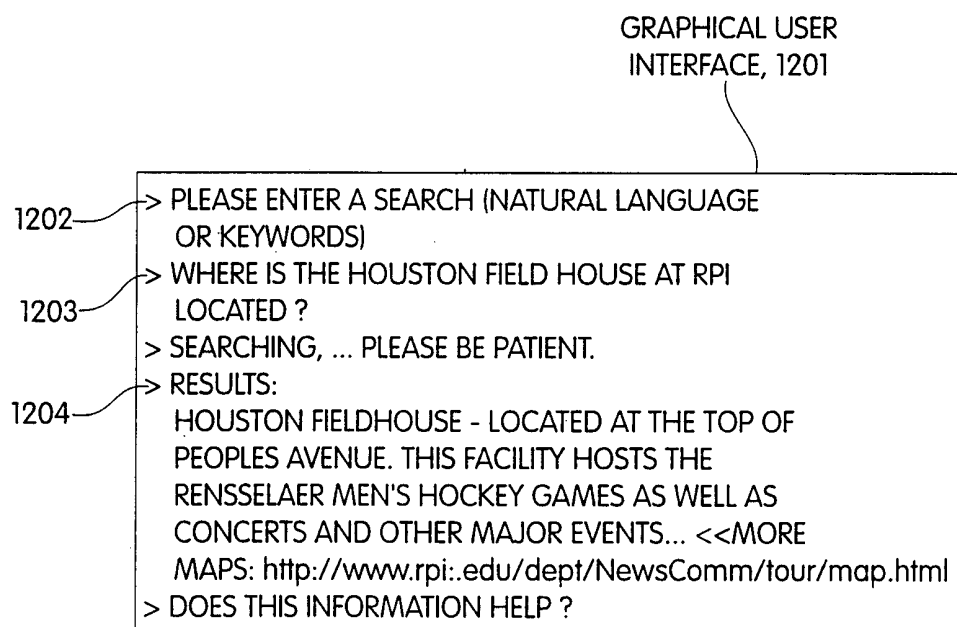 GRAPHICAL USER
INTERFACE, 1201
1202 > PLEASE ENTER A SEARCH (NATURAL LANGUAGE
OR KEYWORDS)
1203 > WHERE IS THE HOUSTON FIELD HOUSE AT RPI
LOCATED ?
> SEARCHING, ... PLEASE BE PATIENT.
1204 > RESULTS:
HOUSTON FIELDHOUSE - LOCATED AT THE TOP OF
PEOPLES AVENUE. THIS FACILITY HOSTS THE
RENSSELAER MEN'S HOCKEY GAMES AS WELL AS
CONCERTS AND OTHER MAJOR EVENTS... <<MORE
MAPS: http://www.rpi:.edu/dept/NewsComm/tour/map.html
> DOES THIS INFORMATION HELP ?